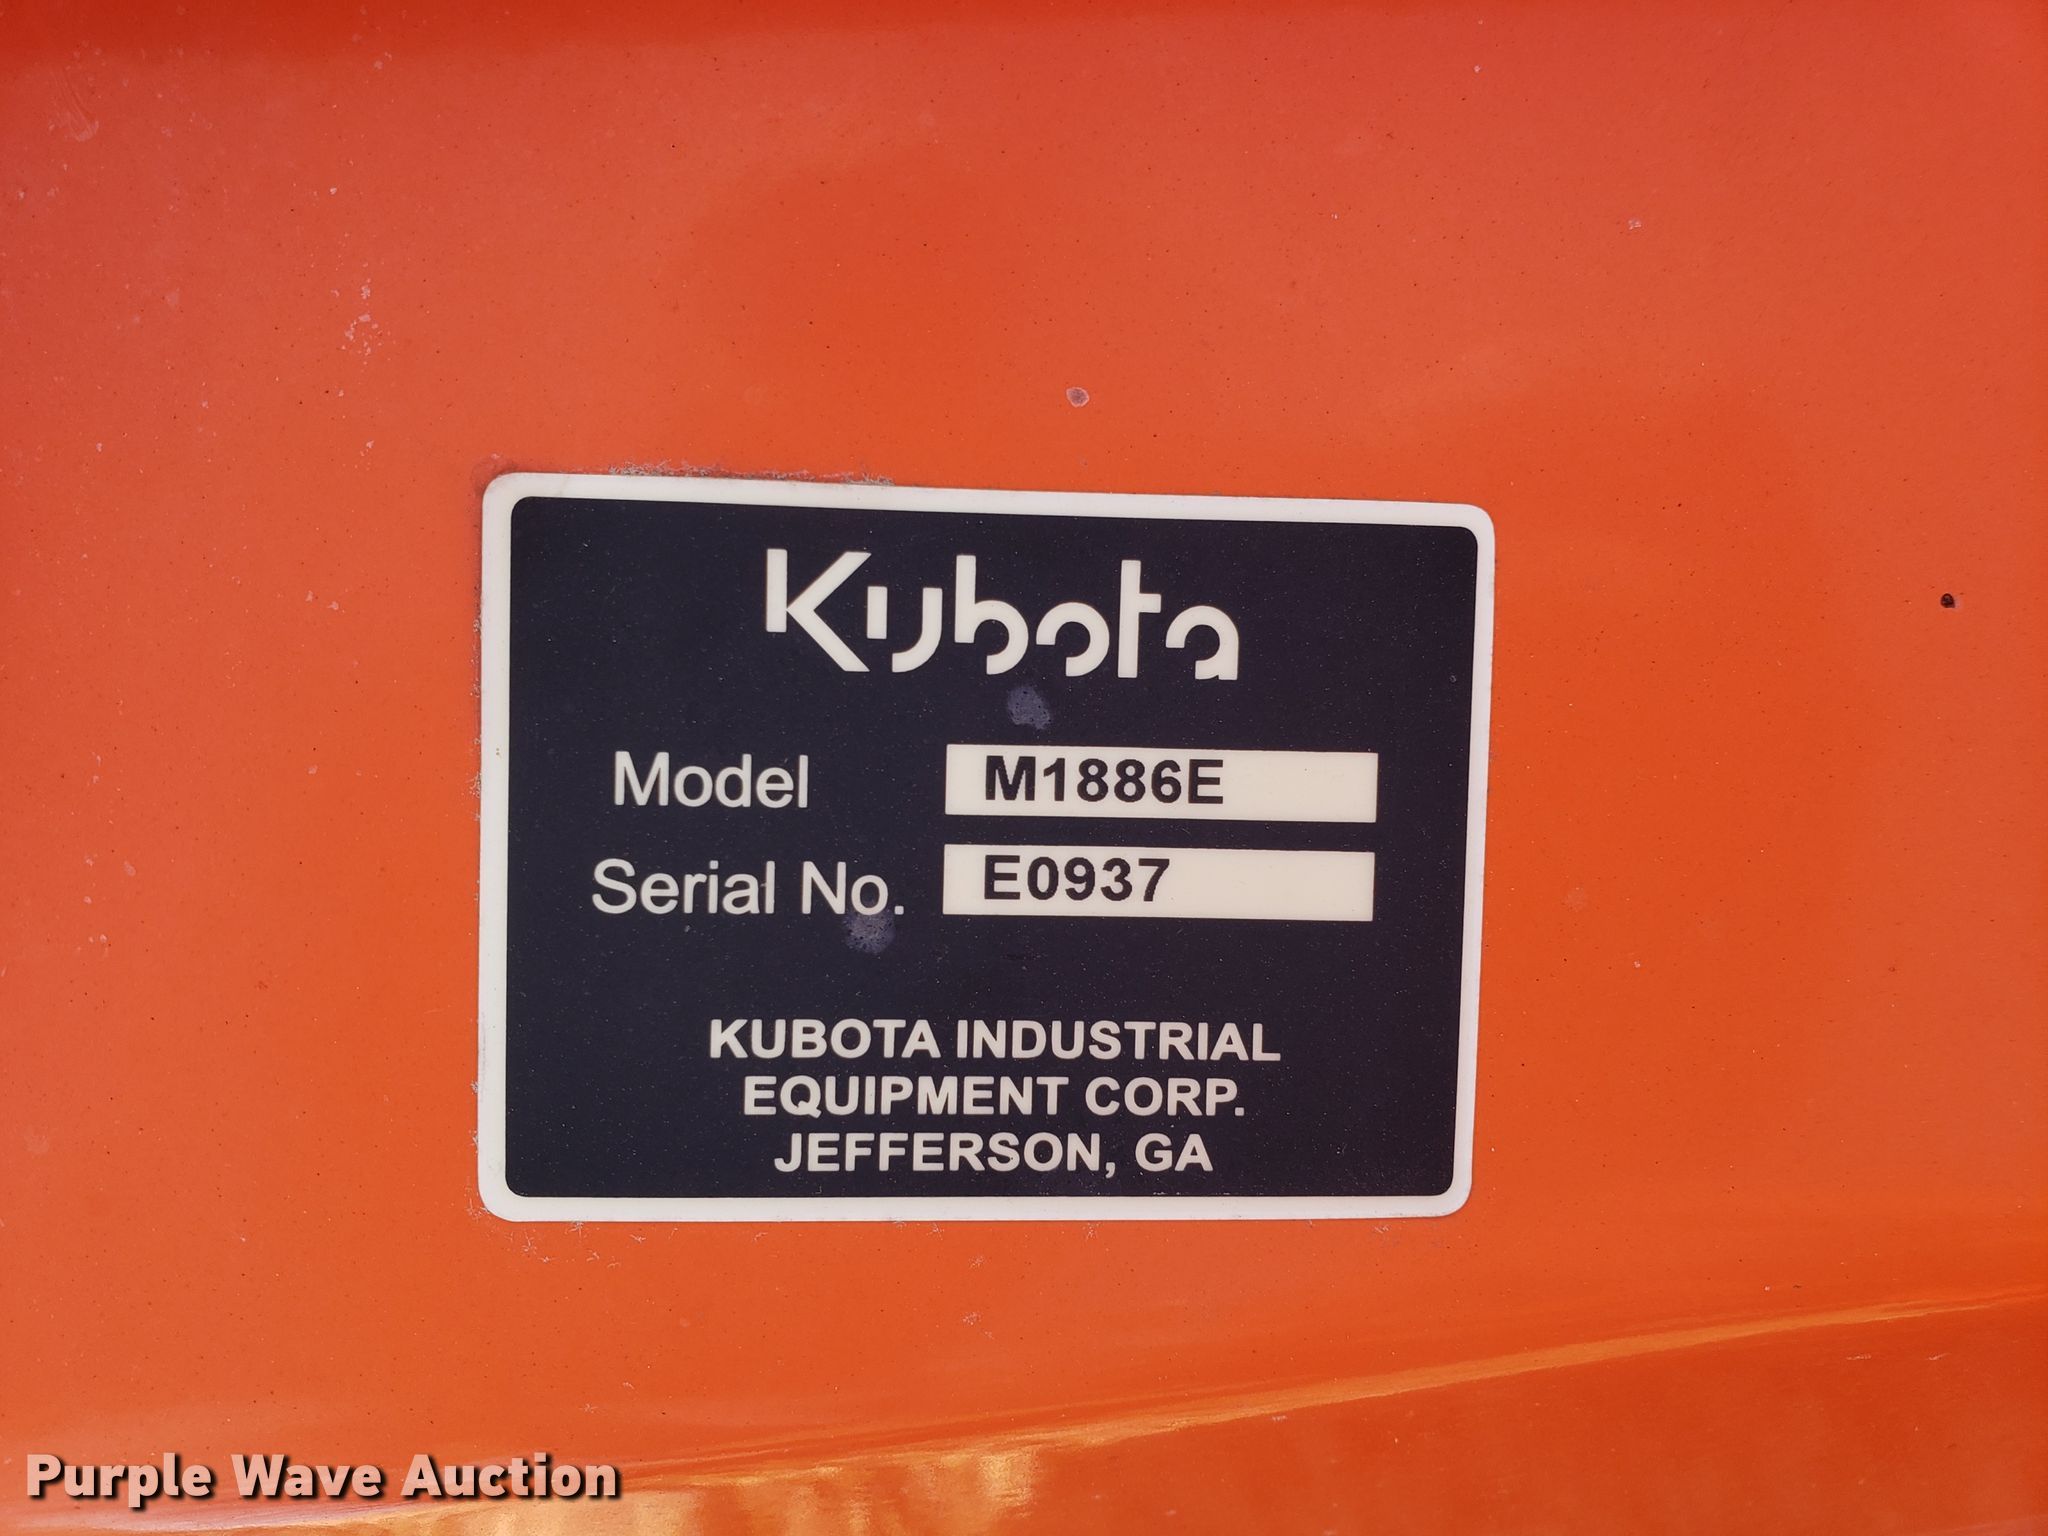 Kubota
Model M1886E
Serial No. E0937
KUBOTA INDUSTRIAL
EQUIPMENT CORP.
JEFFERSON, GA
Purple Wave Auction